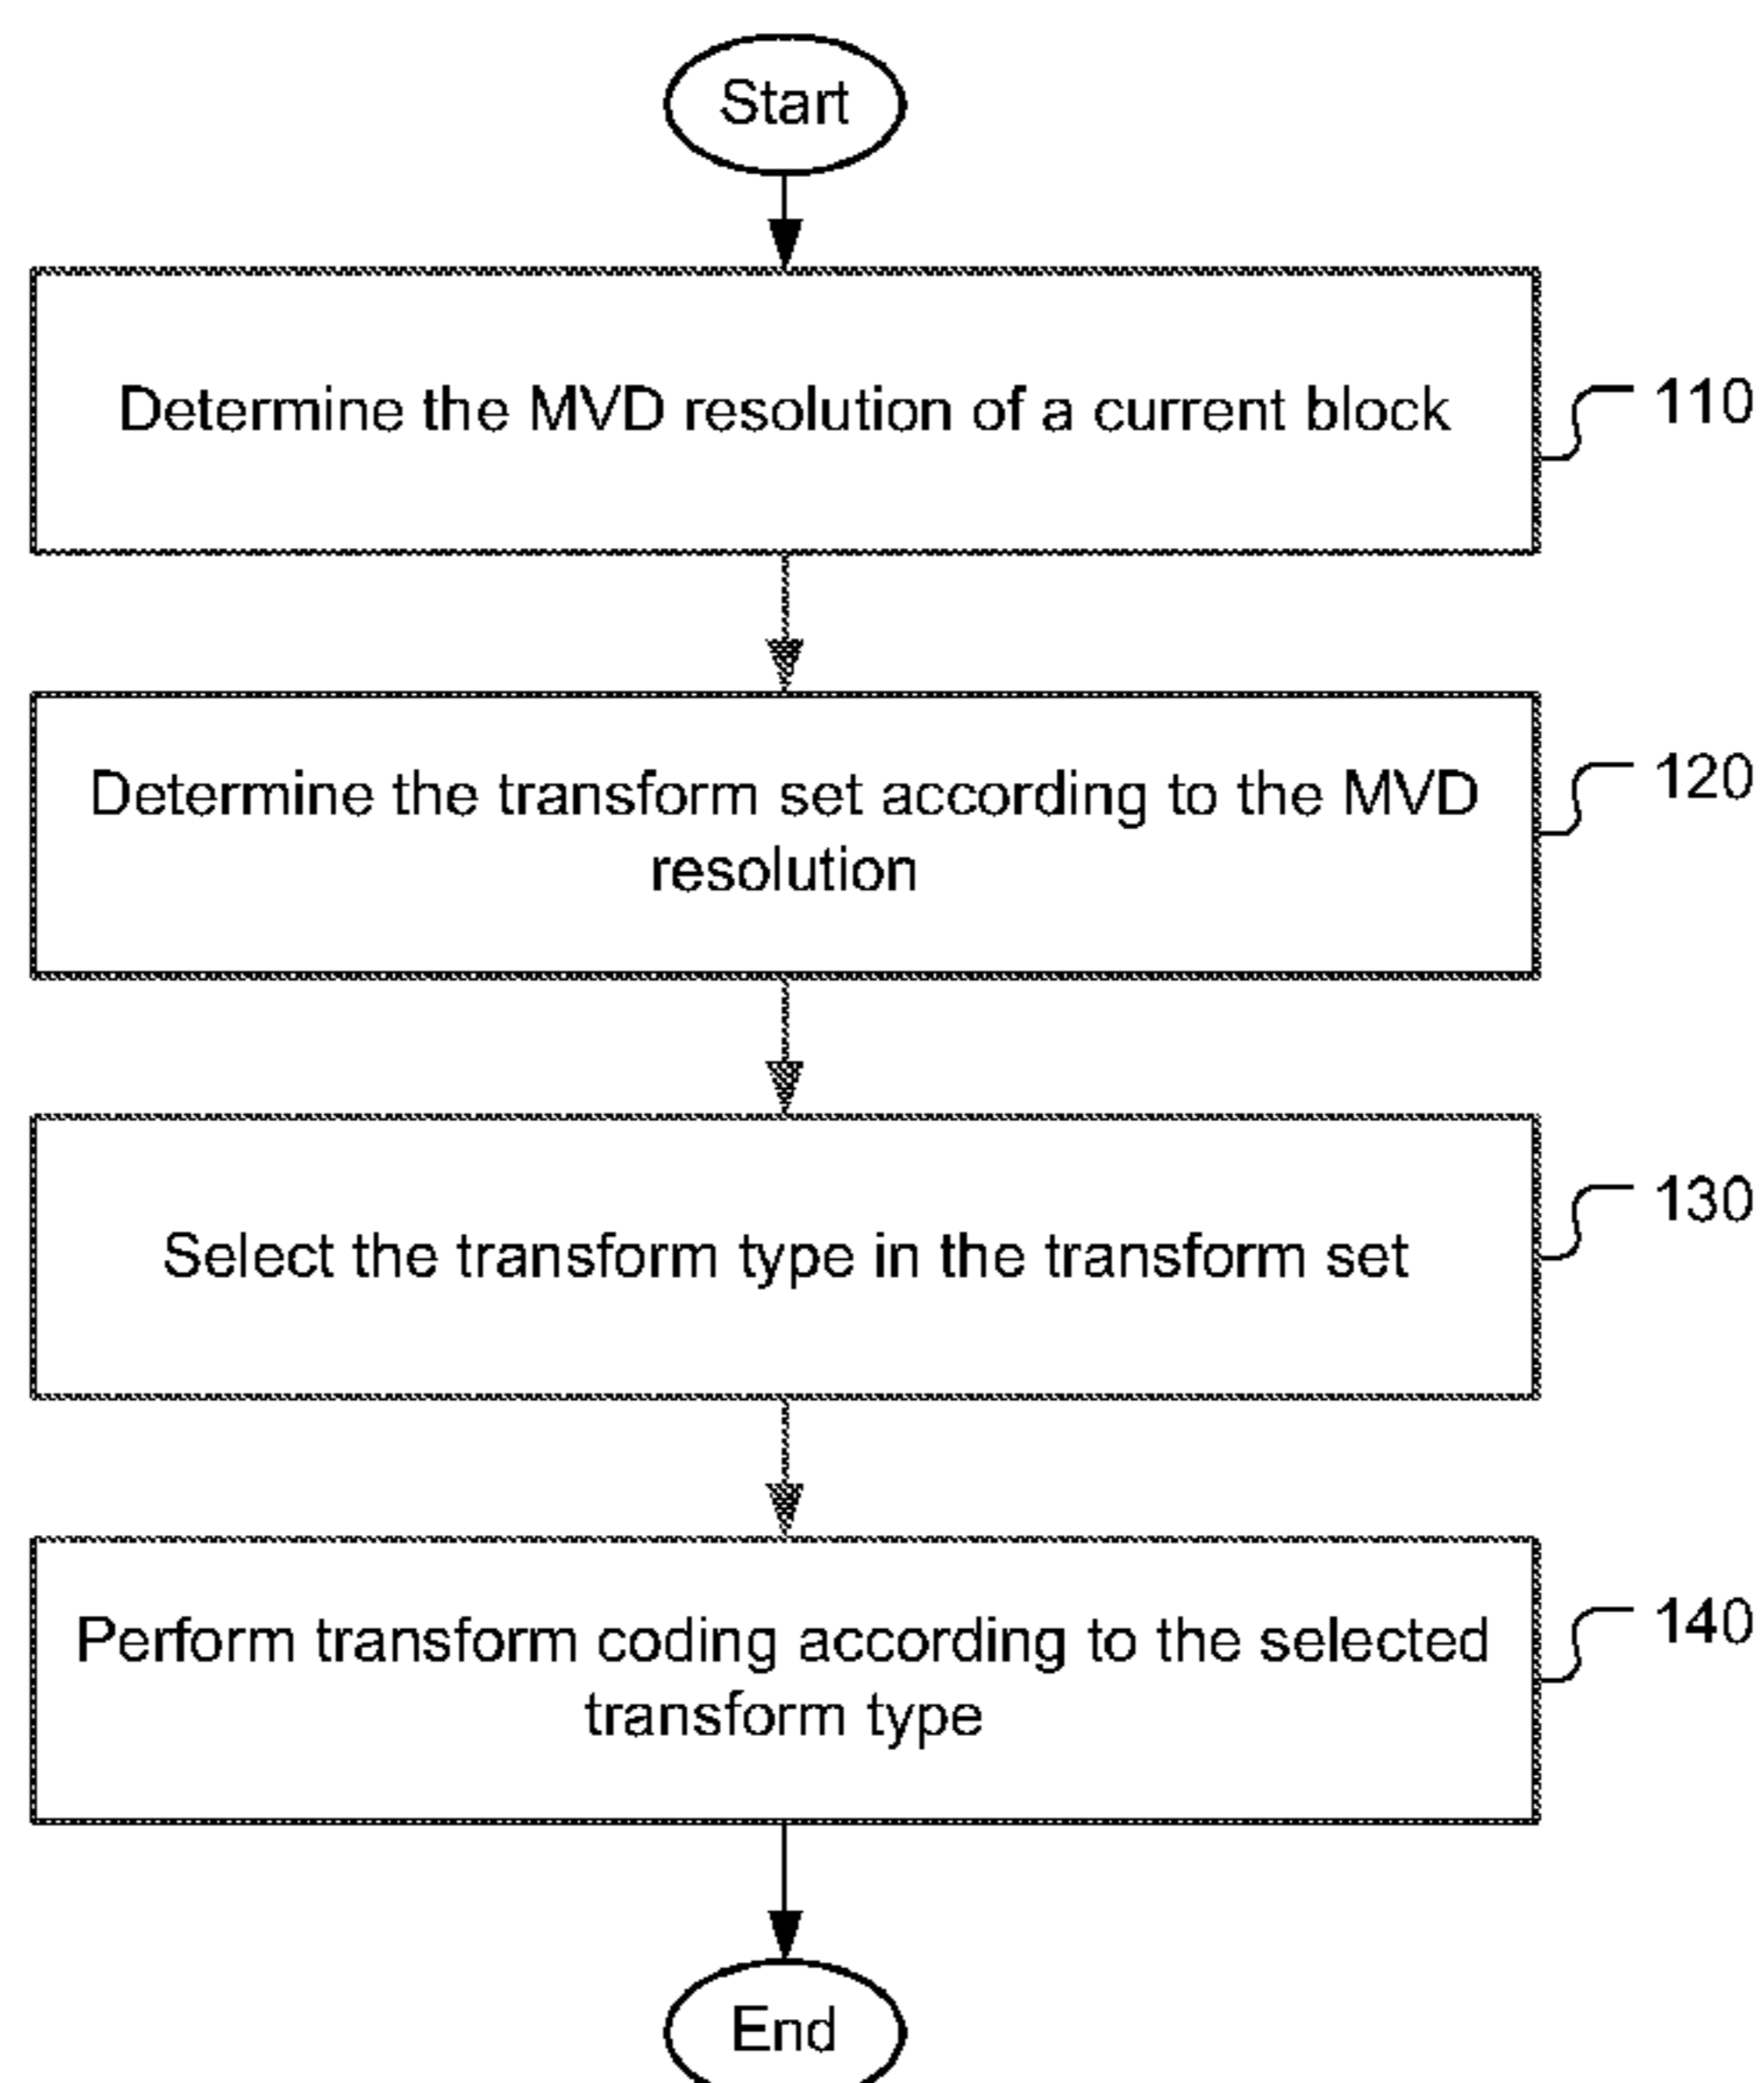 Start
Determine the MVD resolution of a current block
110
Determine the transform set according to the MVD
resolution
120
Select the transform type in the transform set
130
Perform transform coding according to the selected
transform type
140
End